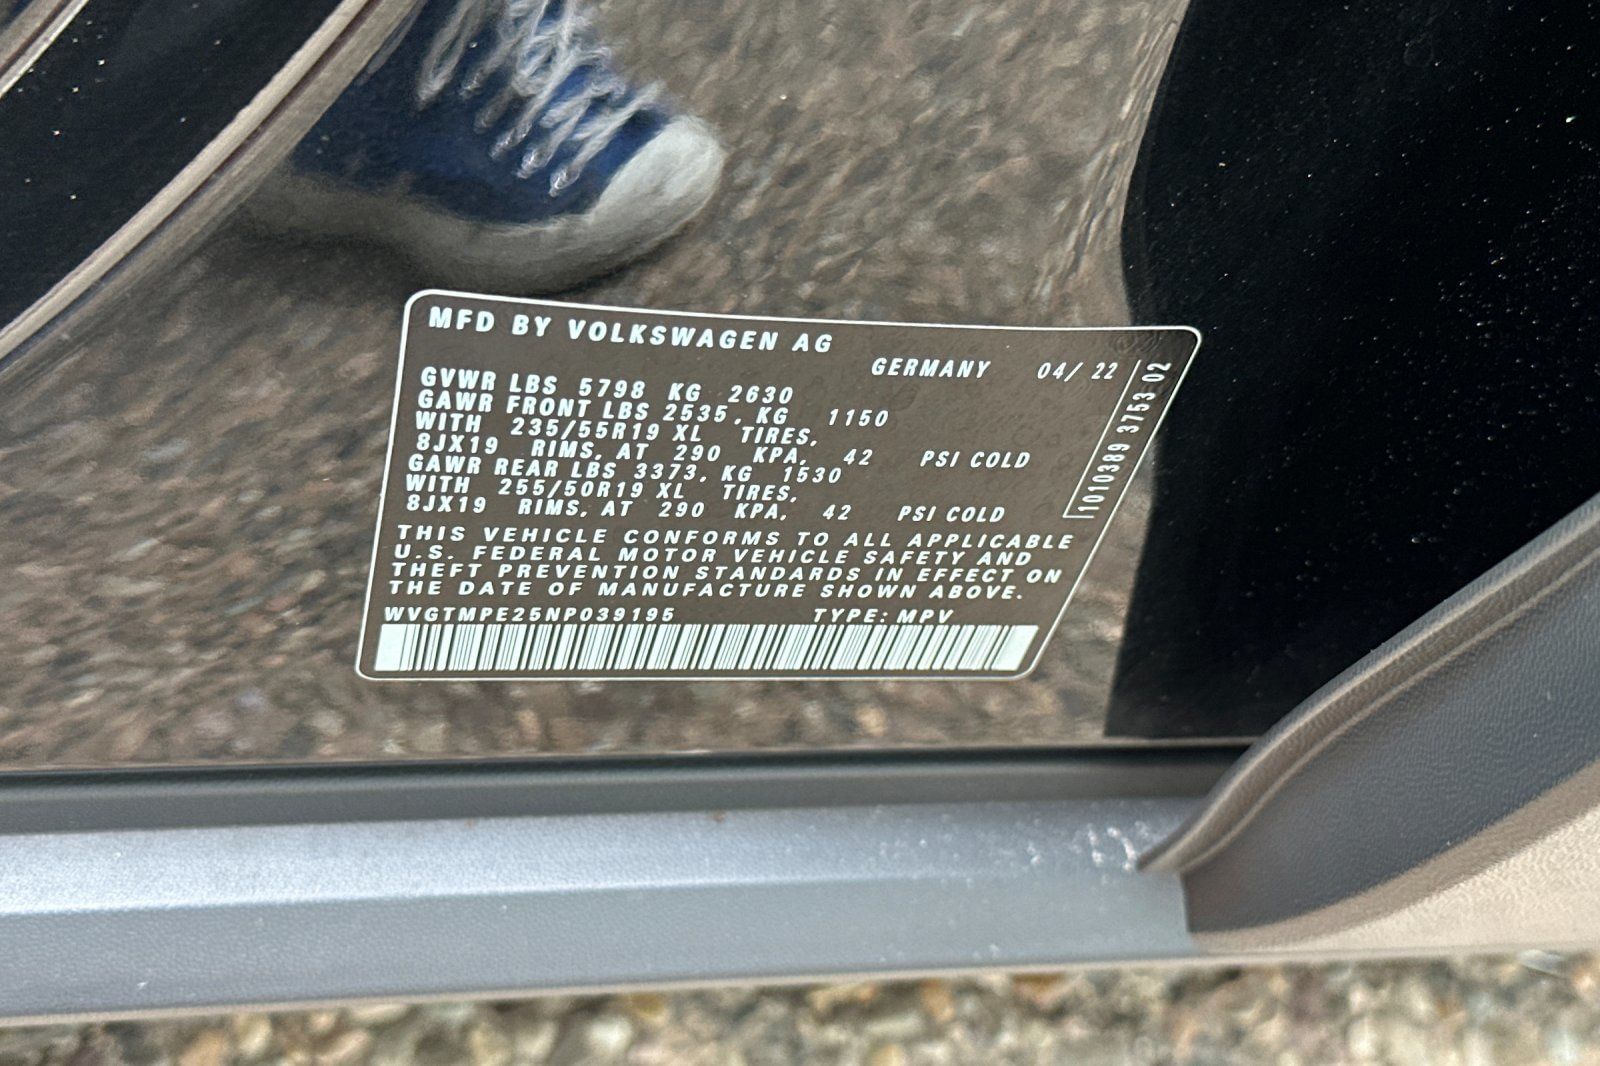 MFD BY VOLKSWAGEN AG
GERMANY 04/ 22
GVWR LBS 5798 KG 2630
GAWR FRONT LBS 2535, KG 1150
WITH 235/55R19 XL TIRES,
8JX19 RIMS, AT 290 KPA, 42 PSI COLD
GAWR REAR LBS 3373, KG 1530
WITH 255/50R19 XL TIRES,
8JX19 RIMS, AT 290 KPA, 42 PSI COLD
THIS VEHICLE CONFORMS TO ALL APPLICABLE
U.S. FEDERAL MOTOR VEHICLE SAFETY AND
THEFT PREVENTION STANDARDS IN EFFECT ON
THE DATE OF MANUFACTURE SHOWN ABOVE.
WVGTMPE25NP039195 TYPE: MPV
1010389 3753 02